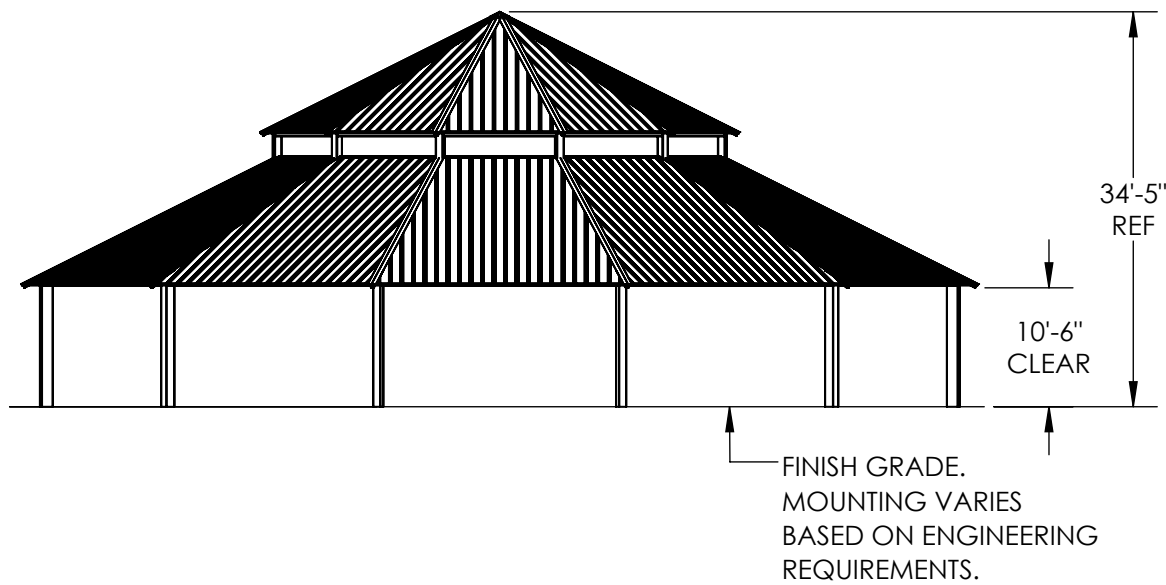 34'-5"
REF
10'-6"
CLEAR
FINISH GRADE.
MOUNTING VARIES
BASED ON ENGINEERING
REQUIREMENTS.